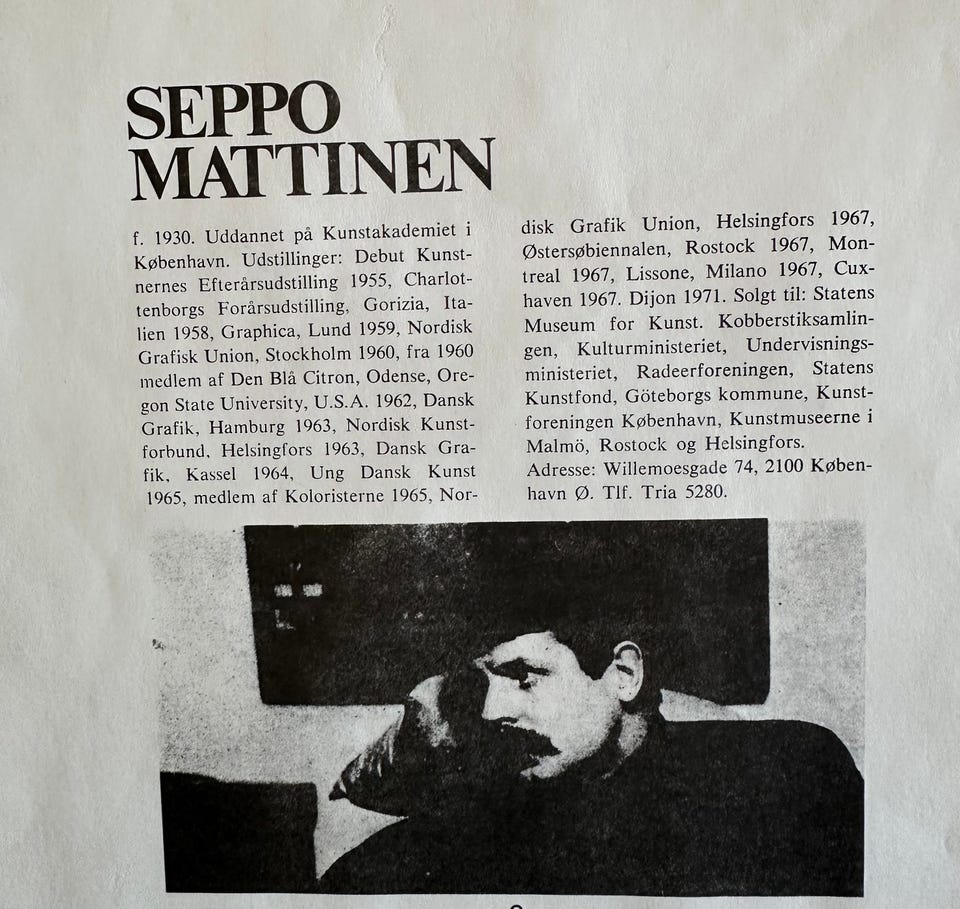 SEPPO
MATTINEN
f. 1930. Uddannet på Kunstakademiet i
København. Udstillinger: Debut Kunst-
nernes Efterårsudstilling 1955, Charlot-
tenborgs Forårsudstilling, Gorizia, Ita-
lien 1958, Graphica, Lund 1959, Nordisk
Grafisk Union, Stockholm 1960, fra 1960
medlem af Den Blå Citron, Odense, Ore-
gon State University, U.S.A. 1962, Dansk
Grafik, Hamburg 1963, Nordisk Kunst-
forbund, Helsingfors 1963, Dansk Gra-
fik, Kassel 1964, Ung Dansk Kunst
1965, medlem af Koloristerne 1965, Nor-
disk Grafik Union, Helsingfors 1967,
Østersøbiennalen, Rostock 1967, Mon-
treal 1967, Lissone, Milano 1967, Cux-
haven 1967. Dijon 1971. Solgt til: Statens
Museum for Kunst. Kobberstiksamlin-
gen, Kulturministeriet, Undervisnings-
ministeriet, Radeerforeningen, Statens
Kunstfond, Göteborgs kommune, Kunst-
foreningen København, Kunstmuseerne i
Malmö, Rostock og Helsingfors.
Adresse: Willemoesgade 74, 2100 Køben-
havn Ø. Tlf. Tria 5280.